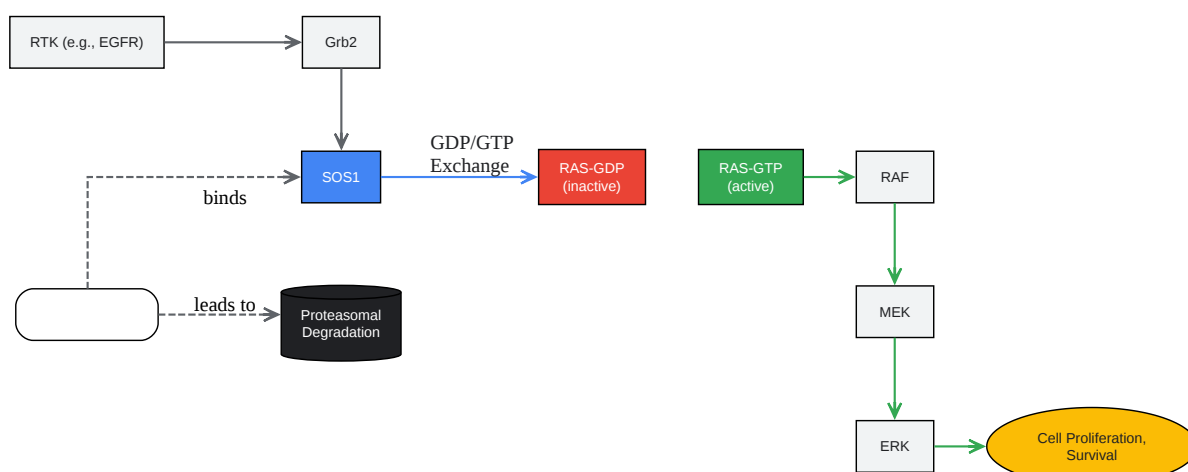 RTK (e.g., EGFR)
Grb2
GDP/GTP
Exchange
SOS1
RAS-GDP
(inactive)
RAS-GTP
(active)
RAF
binds
leads to
Proteasomal
Degradation
MEK
ERK
Cell Proliferation,
Survival